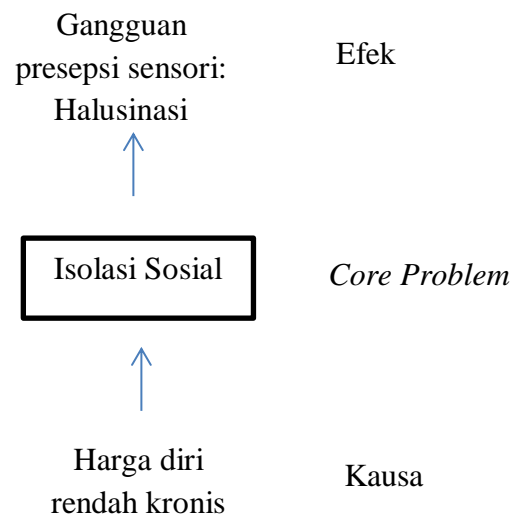 Gangguan
presepsi sensori:
Halusinasi
Efek
Isolasi Sosial
Core Problem
Harga diri
rendah kronis
Kausa